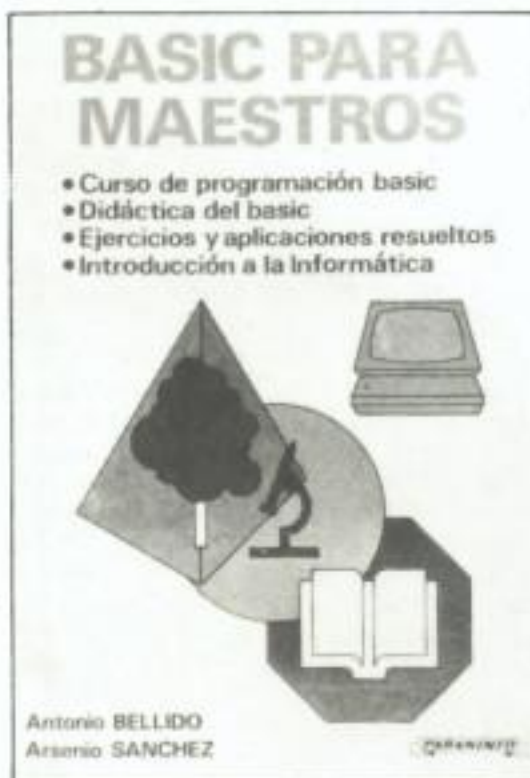 BASIC PARA
MAESTROS
• Curso de programación basic
• Didáctica del basic
• Ejercicios y aplicaciones resueltos
• Introducción a la Informática
Antonio BELLIDO
Arsenio SANCHEZ